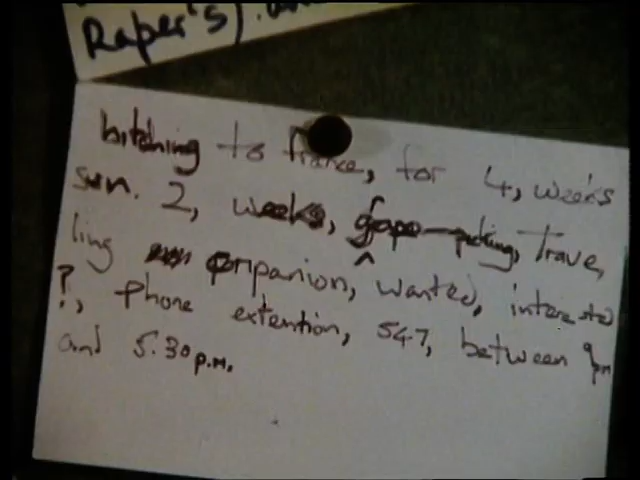 Raper's).
hitching to france, for 4, weeks
sun. 2, weeks, grape-picking, Trave,
ling companion, wanted, interested
?, phone extention, 547, between 9pm
and 5.30p.m.